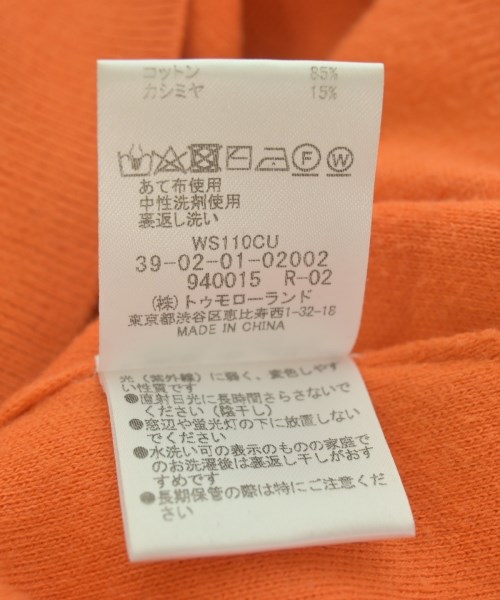 コットン 85%
カシミヤ 15%
F W
あて布使用
中性洗剤使用
裏返し洗い
WS110CU
39-02-01-02002
940015 R-02
(株)トゥモローランド
東京都渋谷区恵比寿西1-32-18
MADE IN CHINA
光(紫外線)に弱く、変色しやす
い性質です
●直射日光に長時間さらさないで
ください(陰干し)
●窓辺や蛍光灯の下に放置しない
でください
●水洗い可の表示のものの家庭で
のお洗濯後は裏返し干しがおす
すめです
●長期保管の際は特にご注意くだ
さい